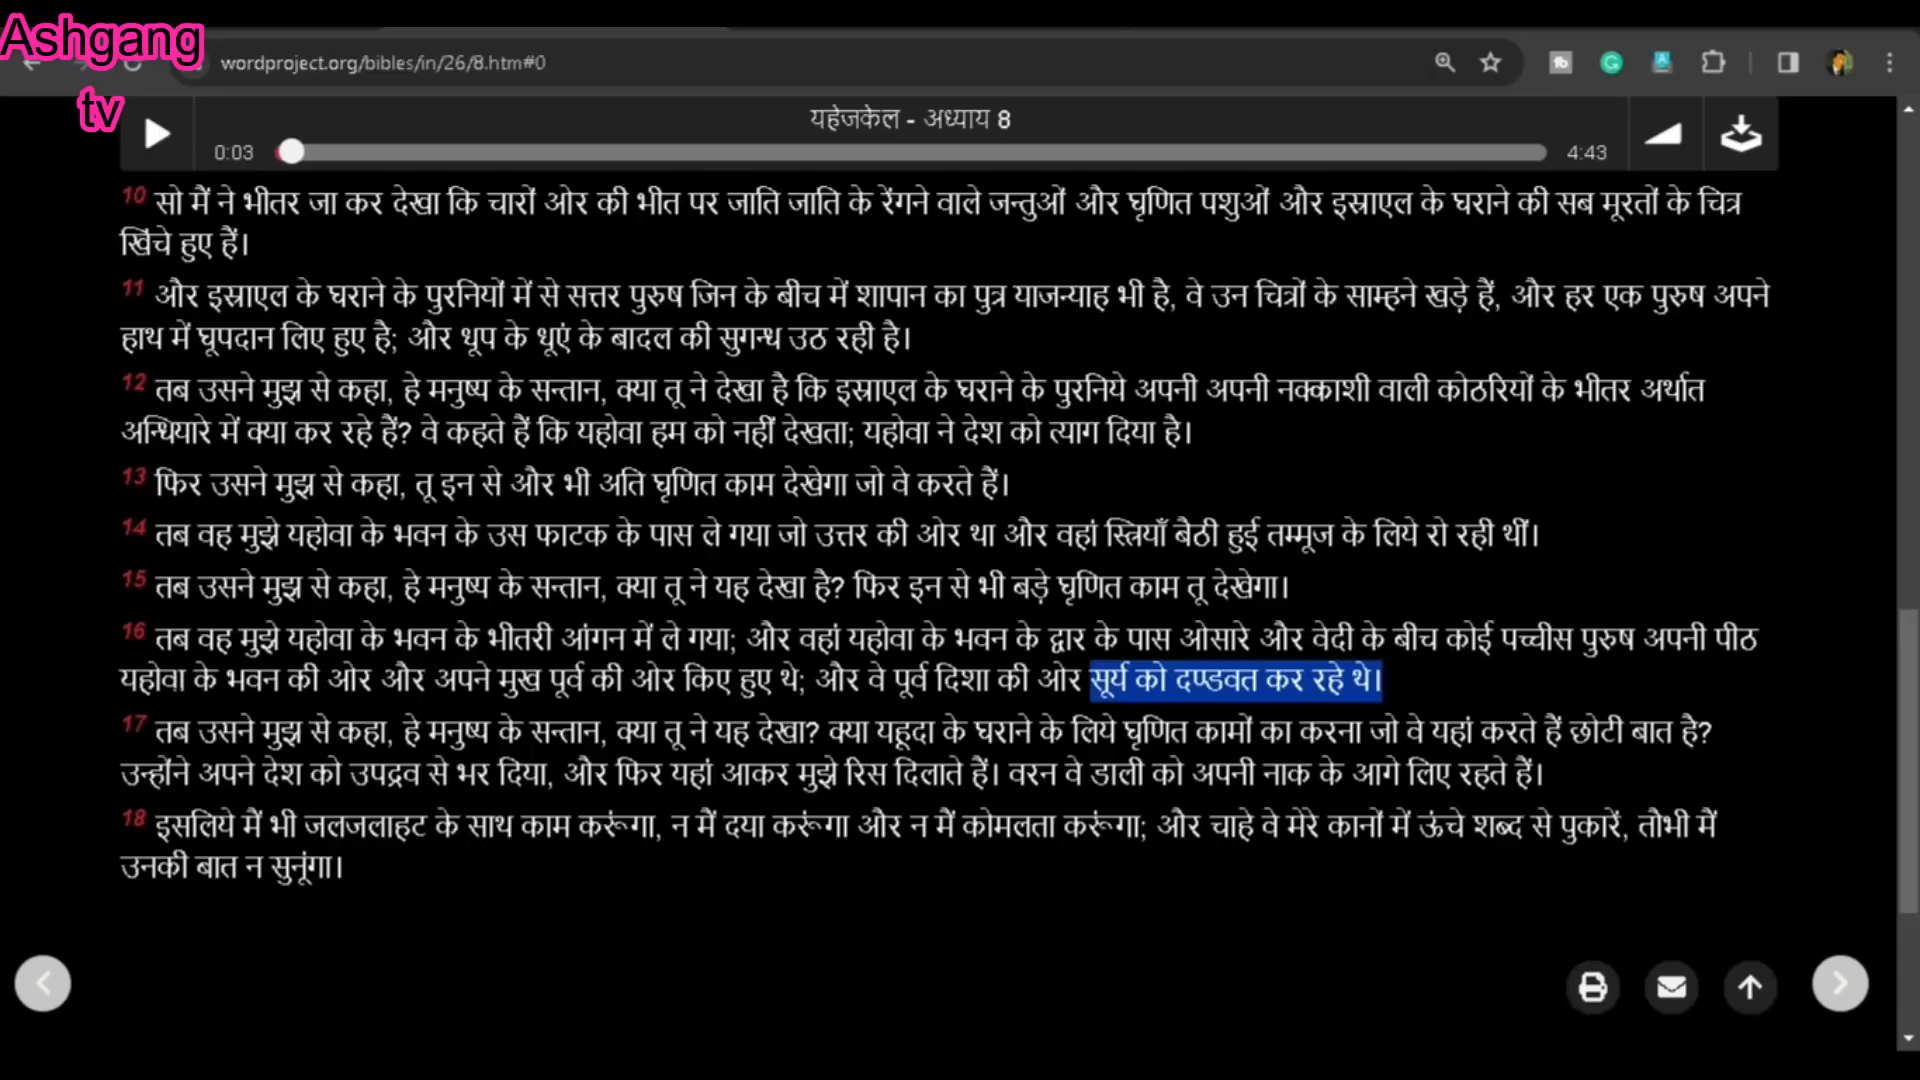 Ashgang
tv
wordproject.org/bibles/in/26/8.htm#0
यहेजकेल - अध्याय 8
0:03
4:43
10 सो मैं ने भीतर जा कर देखा कि चारों ओर की भीत पर जाति जाति के रेंगने वाले जन्तुओं और घृणित पशुओं और इस्राएल के घराने की सब मूरतों के चित्र
खिंचे हुए हैं।
11 और इस्राएल के घराने के पुरनियों में से सत्तर पुरुष जिन के बीच में शापान का पुत्र याजन्याह भी है, वे उन चित्रों के साम्हने खड़े हैं, और हर एक पुरुष अपने
हाथ में घूपदान लिए हुए है; और धूप के धूएं के बादल की सुगन्ध उठ रही है।
12 तब उसने मुझ से कहा, हे मनुष्य के सन्तान, क्या तू ने देखा है कि इस्राएल के घराने के पुरनिये अपनी अपनी नक्काशी वाली कोठरियों के भीतर अर्थात
अन्धियारे में क्या कर रहे हैं? वे कहते हैं कि यहोवा हम को नहीं देखता; यहोवा ने देश को त्याग दिया है।
13 फिर उसने मुझ से कहा, तू इन से और भी अति घृणित काम देखेगा जो वे करते हैं।
14 तब वह मुझे यहोवा के भवन के उस फाटक के पास ले गया जो उत्तर की ओर था और वहां स्त्रियाँ बैठी हुई तम्मूज के लिये रो रही थीं।
15 तब उसने मुझ से कहा, हे मनुष्य के सन्तान, क्या तू ने यह देखा है? फिर इन से भी बड़े घृणित काम तू देखेगा।
16 तब वह मुझे यहोवा के भवन के भीतरी आंगन में ले गया; और वहां यहोवा के भवन के द्वार के पास ओसारे और वेदी के बीच कोई पच्चीस पुरुष अपनी पीठ
यहोवा के भवन की ओर और अपने मुख पूर्व की ओर किए हुए थे; और वे पूर्व दिशा की ओर सूर्य को दण्डवत कर रहे थे।
17 तब उसने मुझ से कहा, हे मनुष्य के सन्तान, क्या तू ने यह देखा? क्या यहूदा के घराने के लिये घृणित कामों का करना जो वे यहां करते हैं छोटी बात है?
उन्होंने अपने देश को उपद्रव से भर दिया, और फिर यहां आकर मुझे रिस दिलाते हैं। वरन वे डाली को अपनी नाक के आगे लिए रहते हैं।
18 इसलिये मैं भी जलजलाहट के साथ काम करूंगा, न मैं दया करूंगा और न मैं कोमलता करूंगा; और चाहे वे मेरे कानों में ऊंचे शब्द से पुकारें, तौभी मैं
उनकी बात न सुनूंगा।